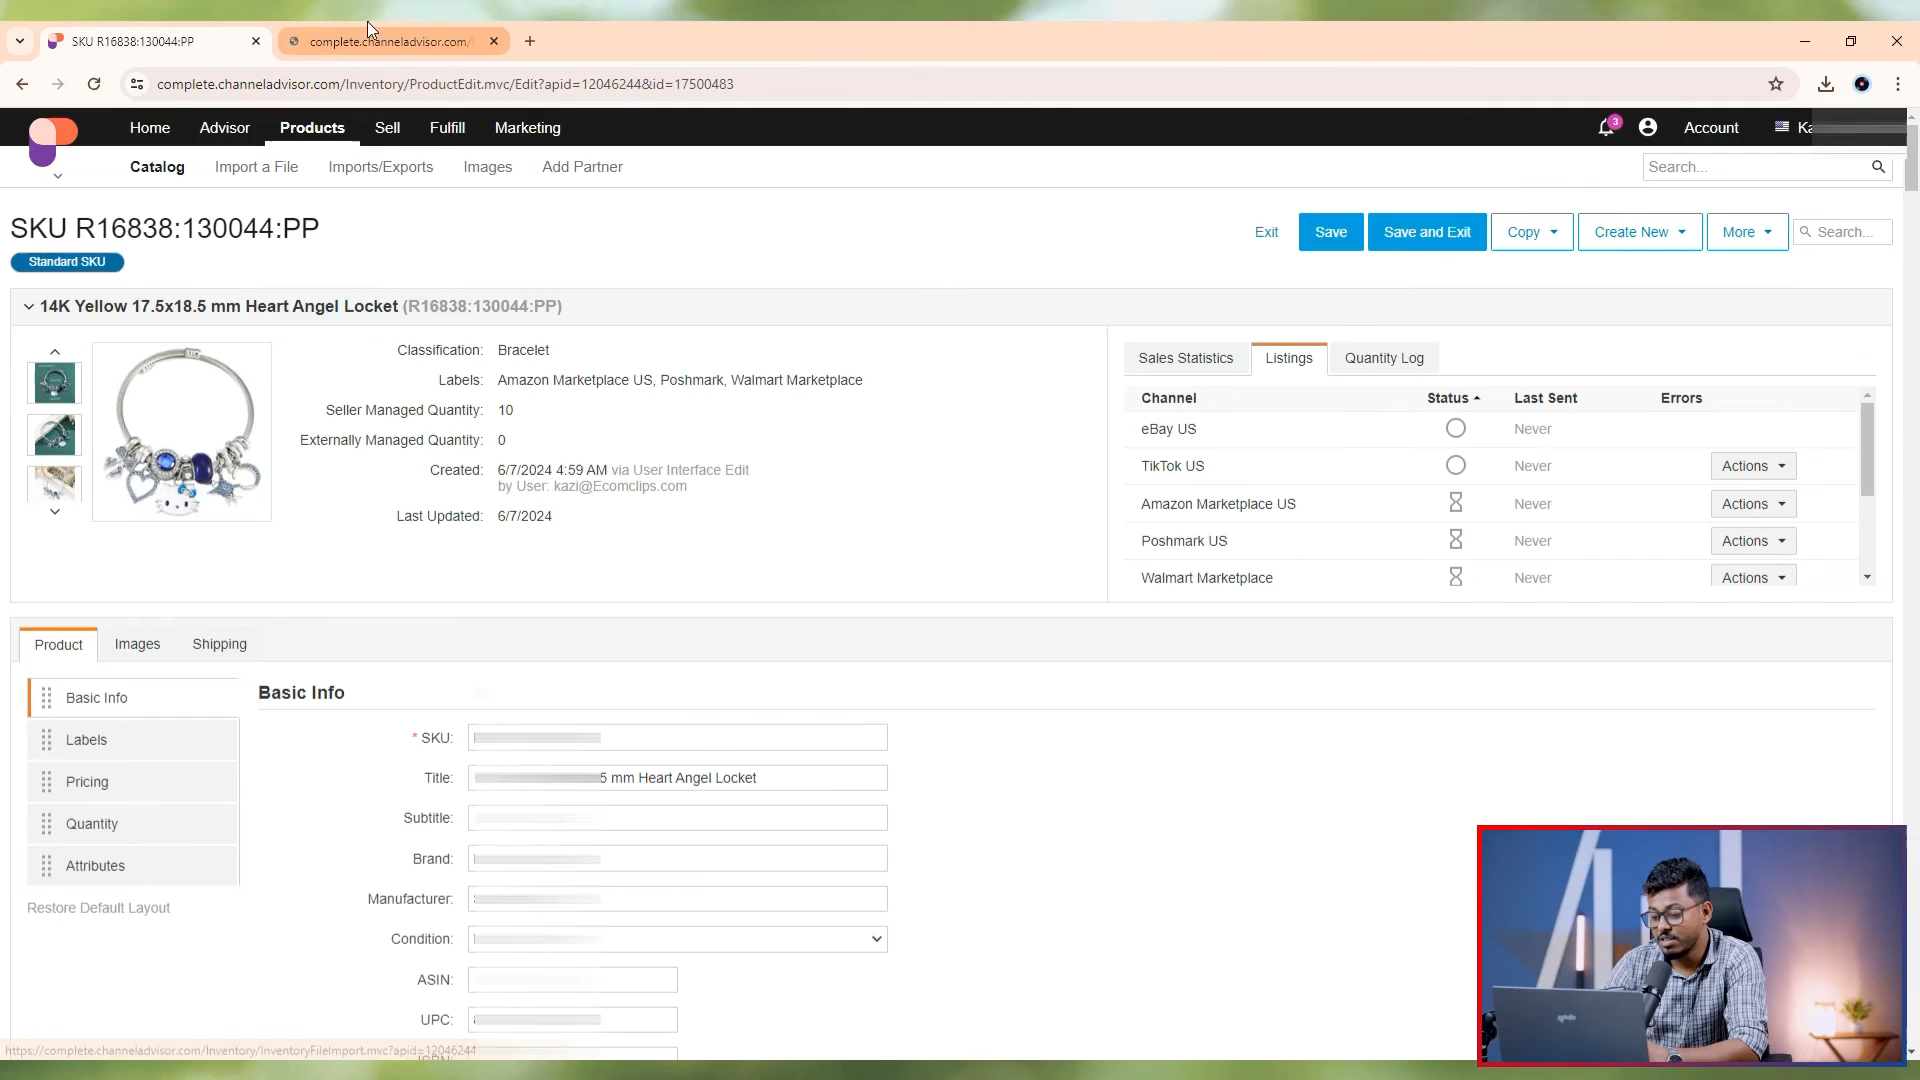 SKU R16838:130044:PP
complete.channeladvisor.com/
complete.channeladvisor.com/Inventory/ProductEdit.mvc/Edit?apid=12046244&id=17500483
Home Advisor Products Sell Fulfill Marketing
3 Account
Catalog Import a File Imports/Exports Images Add Partner
Search...
SKU R16838:130044:PP
Exit Save Save and Exit Copy Create New More Search...
Standard SKU
14K Yellow 17.5x18.5 mm Heart Angel Locket (R16838:130044:PP)
Classification: Bracelet
Labels: Amazon Marketplace US, Poshmark, Walmart Marketplace
Seller Managed Quantity: 10
Externally Managed Quantity: 0
Created: 6/7/2024 4:59 AM via User Interface Edit
by User: kazi@Ecomclips.com
Last Updated: 6/7/2024
Sales Statistics Listings Quantity Log
Channel Status Last Sent Errors
eBay US Never
TikTok US Never Actions
Amazon Marketplace US Never Actions
Poshmark US Never Actions
Walmart Marketplace Never Actions
Product Images Shipping
Basic Info
Labels
Pricing
Quantity
Attributes
Restore Default Layout
Basic Info
* SKU:
Title: 5 mm Heart Angel Locket
Subtitle:
Brand:
Manufacturer:
Condition:
ASIN:
UPC:
https://complete.channeladvisor.com/Inventory/InventoryFileImport.mvc?apid=12046244